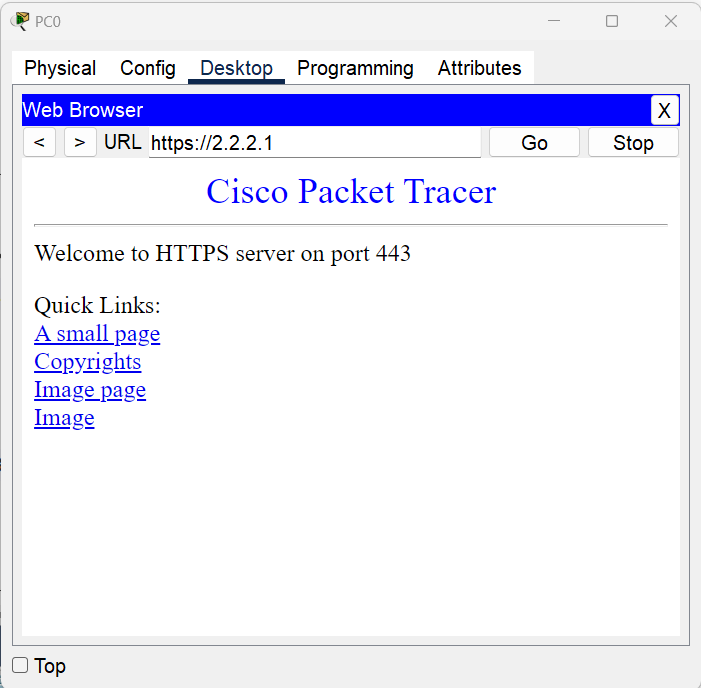 PC0
Physical Config Desktop Programming Attributes
Web Browser X
< > URL https://2.2.2.1 Go Stop
Cisco Packet Tracer
Welcome to HTTPS server on port 443
Quick Links:
A small page
Copyrights
Image page
Image
Top